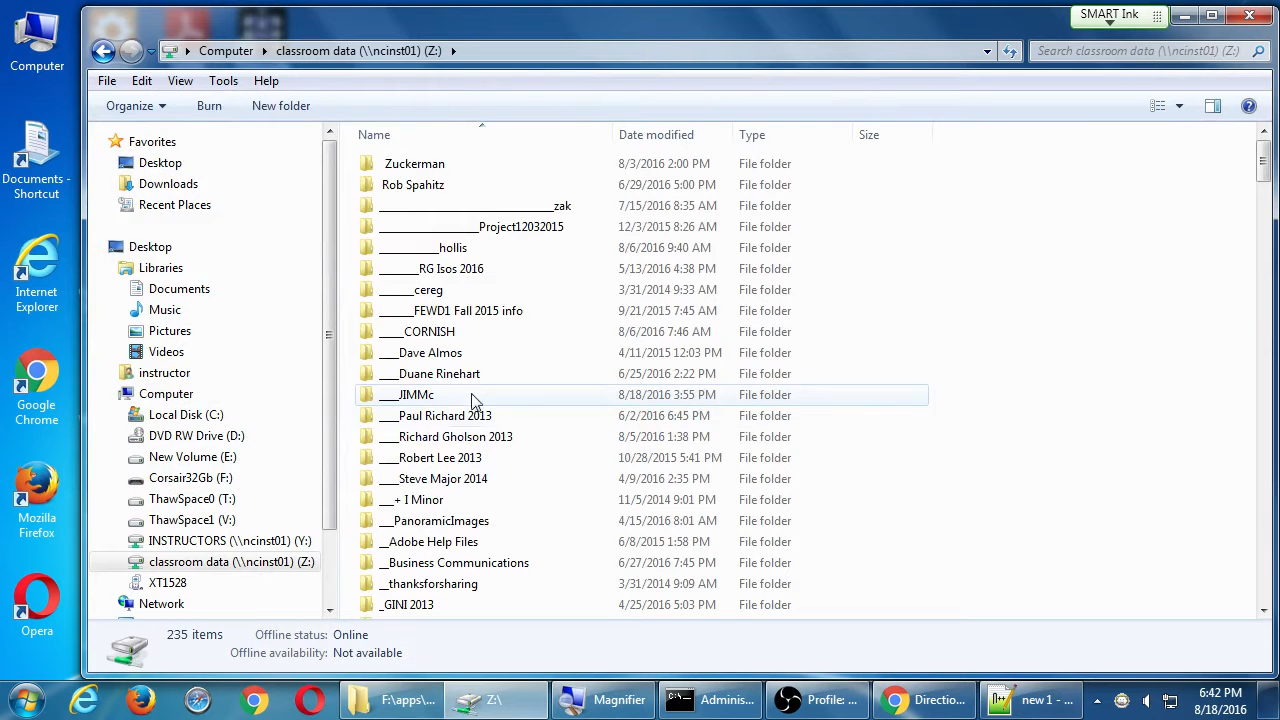 SMART Ink
Computer
classroom data (\\ncinst01) (Z:)
Search classroom data (\\ncinst01) (Z:)
File Edit View Tools Help
Organize Burn New folder
Name Date modified Type Size
Computer
Documents - Shortcut
Internet Explorer
Google Chrome
Mozilla Firefox
Opera
Favorites
Desktop
Downloads
Recent Places
Desktop
Libraries
Documents
Music
Pictures
Videos
instructor
Computer
Local Disk (C:)
DVD RW Drive (D:)
New Volume (E:)
Corsair32Gb (F:)
ThawSpace0 (T:)
ThawSpace1 (V:)
INSTRUCTORS (\\ncinst01) (Y:)
classroom data (\\ncinst01) (Z:)
XT1528
Network
Zuckerman 8/3/2016 2:00 PM File folder
Rob Spahitz 6/29/2016 5:00 PM File folder
__________________________zak 7/15/2016 8:35 AM File folder
_______________Project12032015 12/3/2015 8:26 AM File folder
_________hollis 8/6/2016 9:40 AM File folder
______RG Isos 2016 5/13/2016 4:38 PM File folder
_____cereg 3/31/2014 9:33 AM File folder
_____FEWD1 Fall 2015 info 9/21/2015 7:45 AM File folder
____CORNISH 8/6/2016 7:46 AM File folder
___Dave Almos 4/11/2015 12:03 PM File folder
___Duane Rinehart 6/25/2016 2:22 PM File folder
___JIMMc 8/18/2016 3:55 PM File folder
___Paul Richard 2013 6/2/2016 6:45 PM File folder
___Richard Gholson 2013 8/5/2016 1:38 PM File folder
___Robert Lee 2013 10/28/2015 5:41 PM File folder
___Steve Major 2014 4/9/2016 2:35 PM File folder
__+ I Minor 11/5/2014 9:01 PM File folder
__PanoramicImages 4/15/2016 8:01 AM File folder
_Adobe Help Files 6/8/2015 1:58 PM File folder
_Business Communications 6/27/2016 7:45 PM File folder
_thanksforsharing 3/31/2014 9:09 AM File folder
_GINI 2013 4/25/2016 5:03 PM File folder
235 items Offline status: Online
Offline availability: Not available
F:\apps\... Z:\ Magnifier Adminis... Profile: ... Directio... new 1 - ...
6:42 PM
8/18/2016